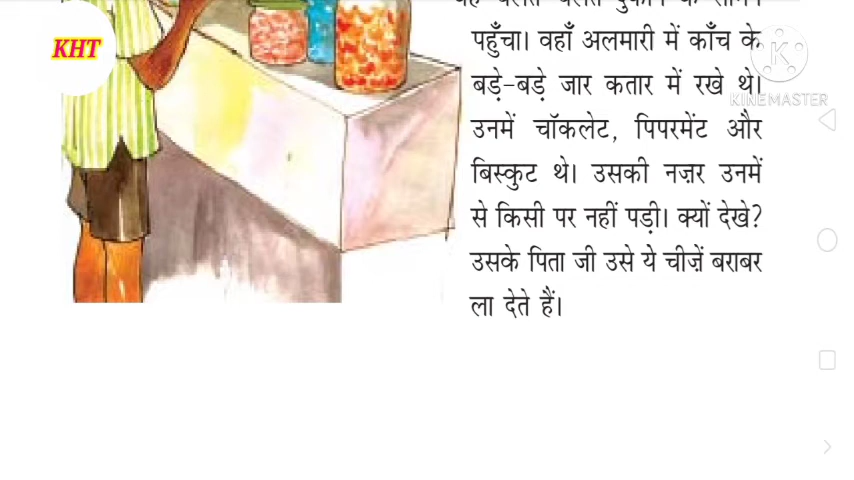 KHT
पहुँचा। वहाँ अलमारी में काँच के
बड़े-बड़े जार कतार में रखे थे।
उनमें चॉकलेट, पिपरमेंट और
बिस्कुट थे। उसकी नज़र उनमें
से किसी पर नहीं पड़ी। क्यों देखे?
उसके पिता जी उसे ये चीज़ें बराबर
ला देते हैं।
KINEMASTER